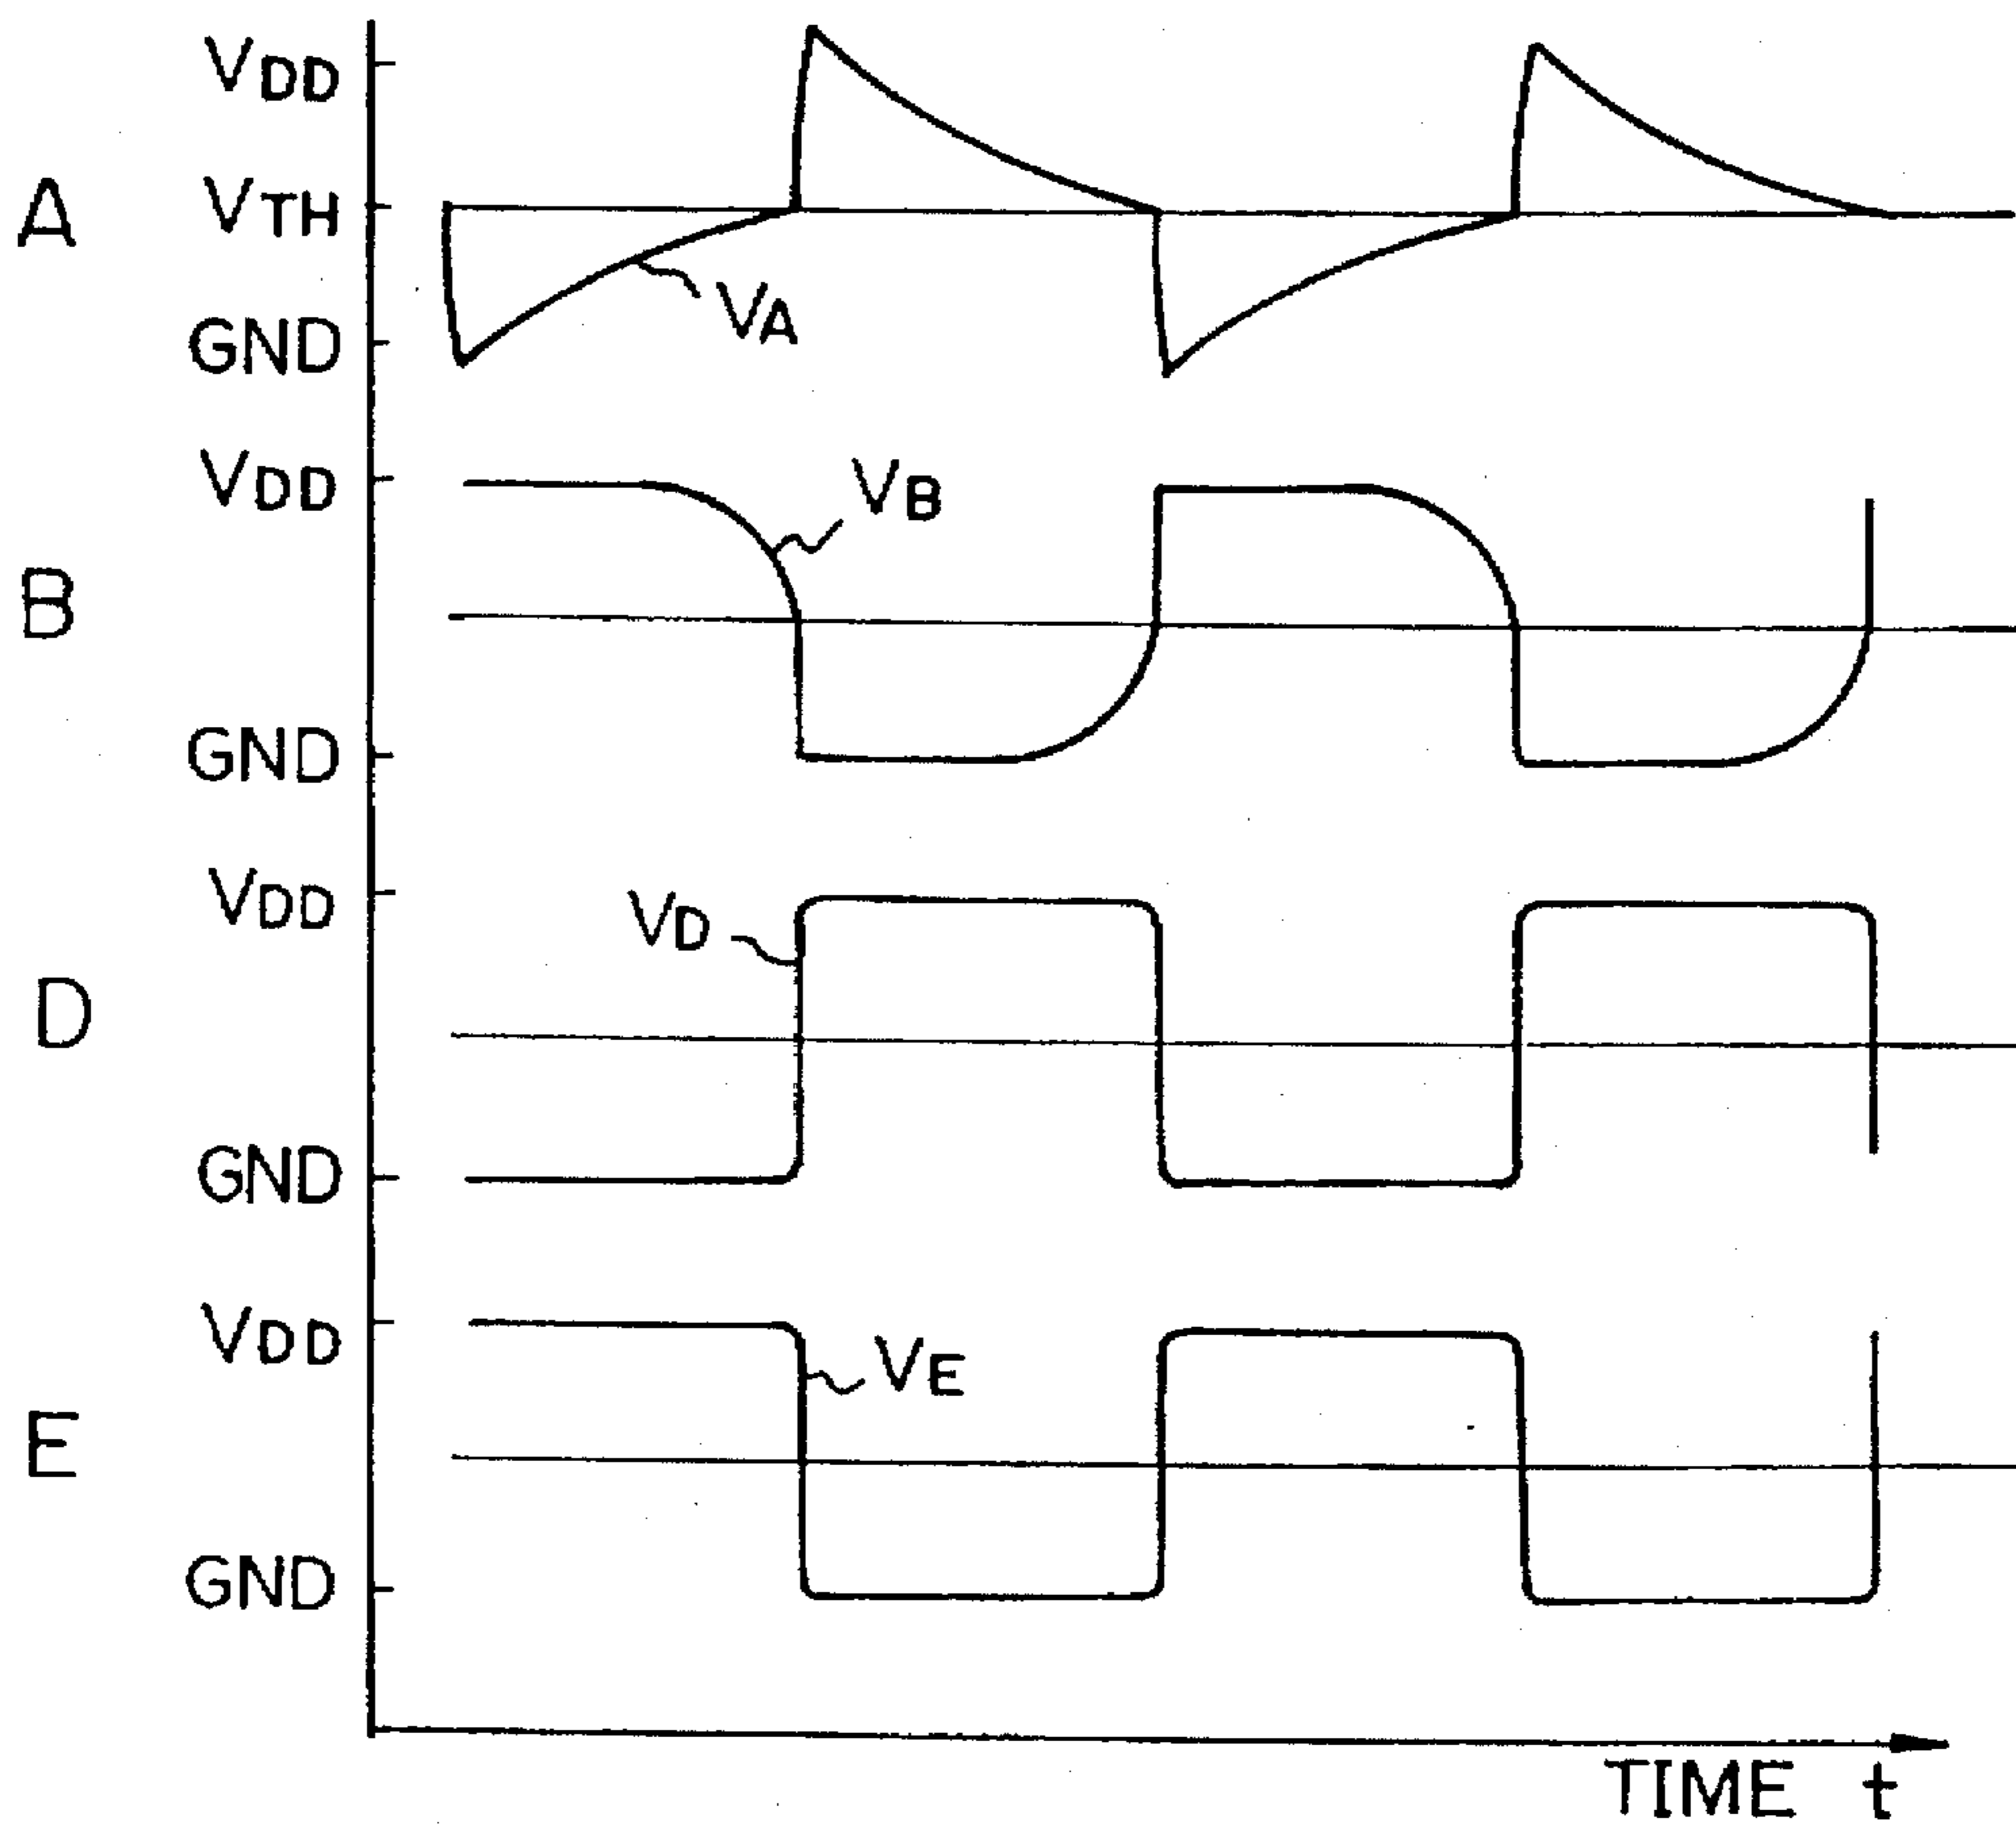 VDD
A VTH
VA
GND
VDD VB
B
GND
VDD VD
D
GND
VDD VE
E
GND
TIME t